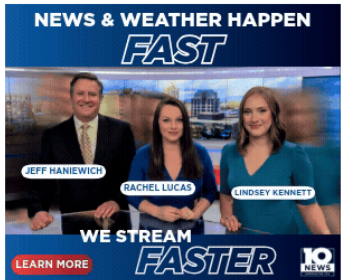 NEWS & WEATHER HAPPEN
FAST
JEFF HANIEWICH
RACHEL LUCAS
LINDSEY KENNETT
WE STREAM
FASTER
LEARN MORE
10
NEWS